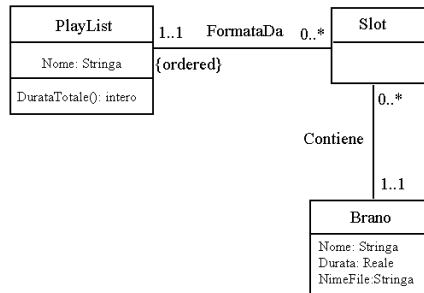 PlayList
Nome: Stringa
DurataTotale(): intero
1..1 FormataDa 0..*
{ordered}
Slot
0..*
Contiene
1..1
Brano
Nome: Stringa
Durata: Reale
NimeFile:Stringa